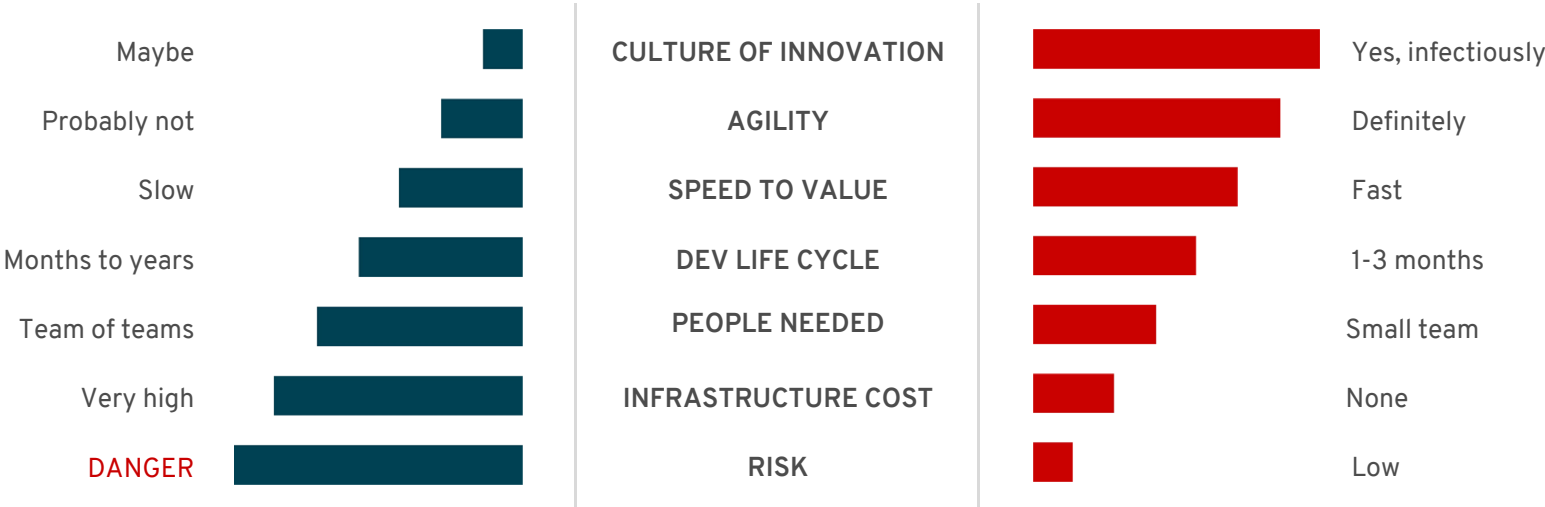 Maybe CULTURE OF INNOVATION Yes, infectiously
Probably not AGILITY Definitely
Slow SPEED TO VALUE Fast
Months to years DEV LIFE CYCLE 1-3 months
Team of teams PEOPLE NEEDED Small team
Very high INFRASTRUCTURE COST None
DANGER RISK Low